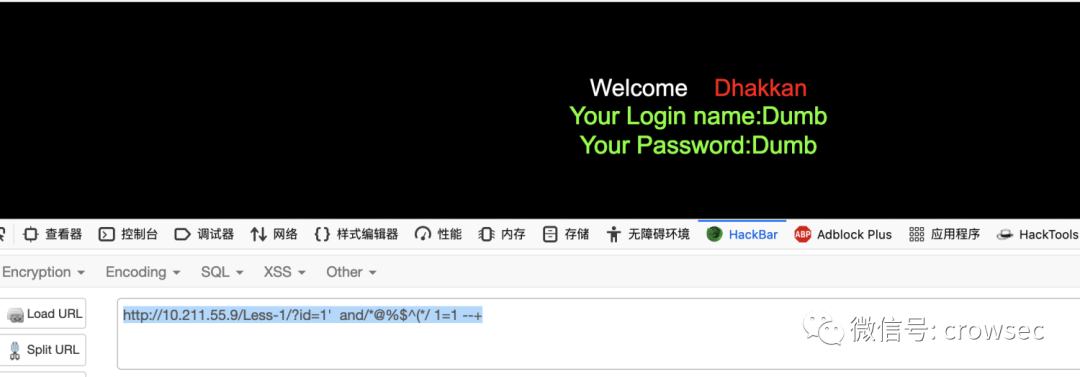 Welcome Dhakkan
Your Login name:Dumb
Your Password:Dumb
查看器 控制台 调试器 网络 样式编辑器 性能 内存 存储 无障碍环境 HackBar ABP Adblock Plus 应用程序 HackTools
Encryption Encoding SQL XSS Other
Load URL http://10.211.55.9/Less-1/?id=1' and/*@%$^(*/ 1=1 --+
微信号: crowsec
Split URL